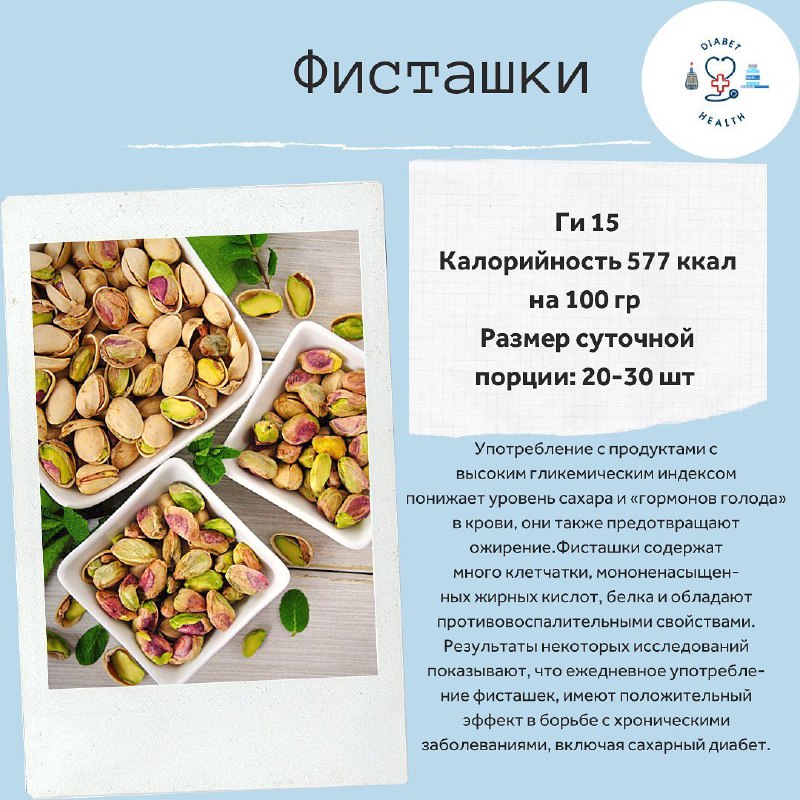 Фисташки
DIABET
HEALTH
Ги 15
Калорийность 577 ккал
на 100 гр
Размер суточной
порции: 20-30 шт
Употребление с продуктами с
высоким гликемическим индексом
понижает уровень сахара и «гормонов голода»
в крови, они также предотвращают
ожирение.Фисташки содержат
много клетчатки, мононенасыщен-
ных жирных кислот, белка и обладают
противовоспалительными свойствами.
Результаты некоторых исследований
показывают, что ежедневное употребле-
ние фисташек, имеют положительный
эффект в борьбе с хроническими
заболеваниями, включая сахарный диабет.